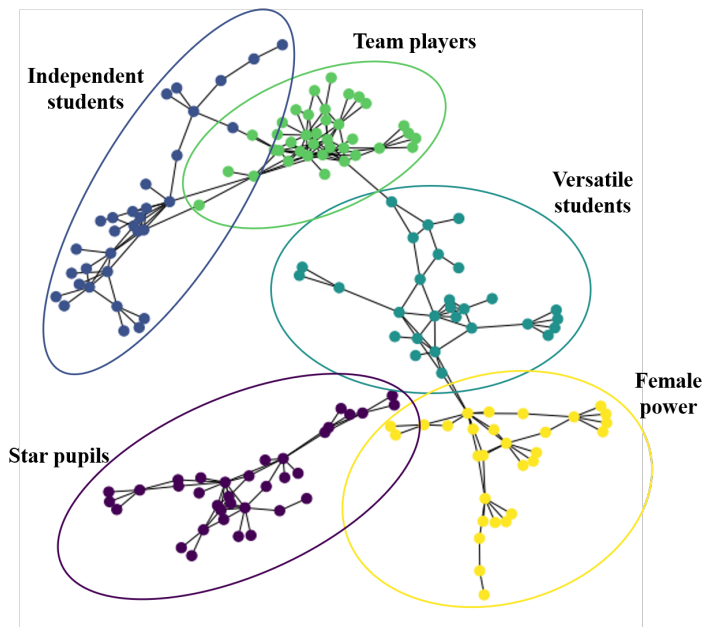 Team players
Independent
students
Versatile
students
Female
power
Star pupils